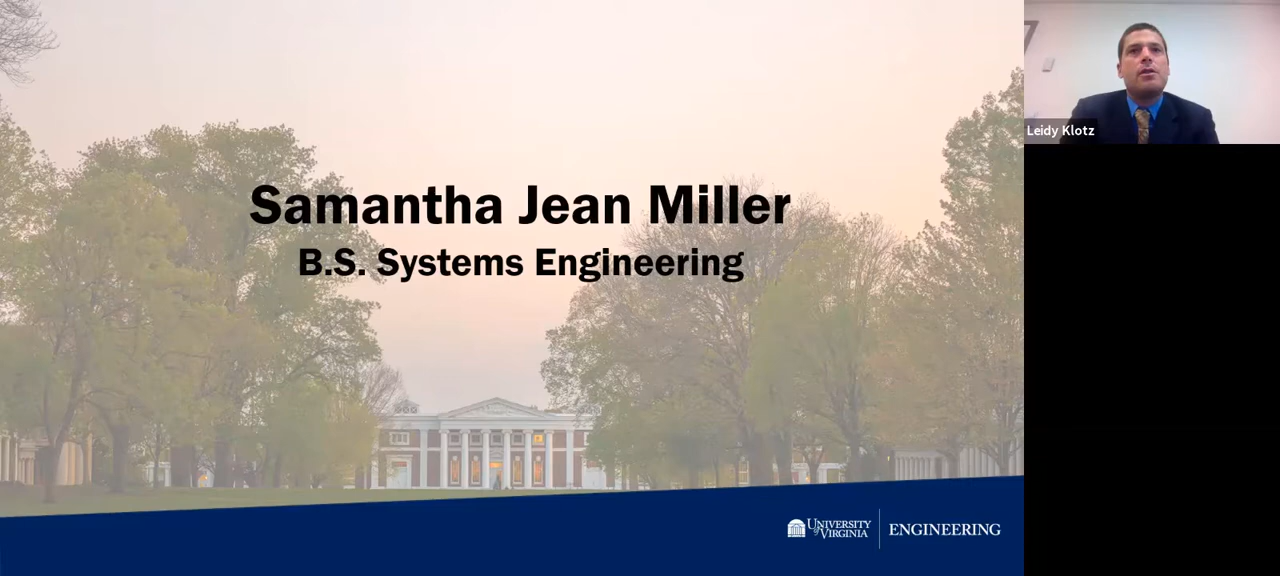 Samantha Jean Miller
B.S. Systems Engineering
Leidy Klotz
UNIVERSITY
of VIRGINIA
ENGINEERING